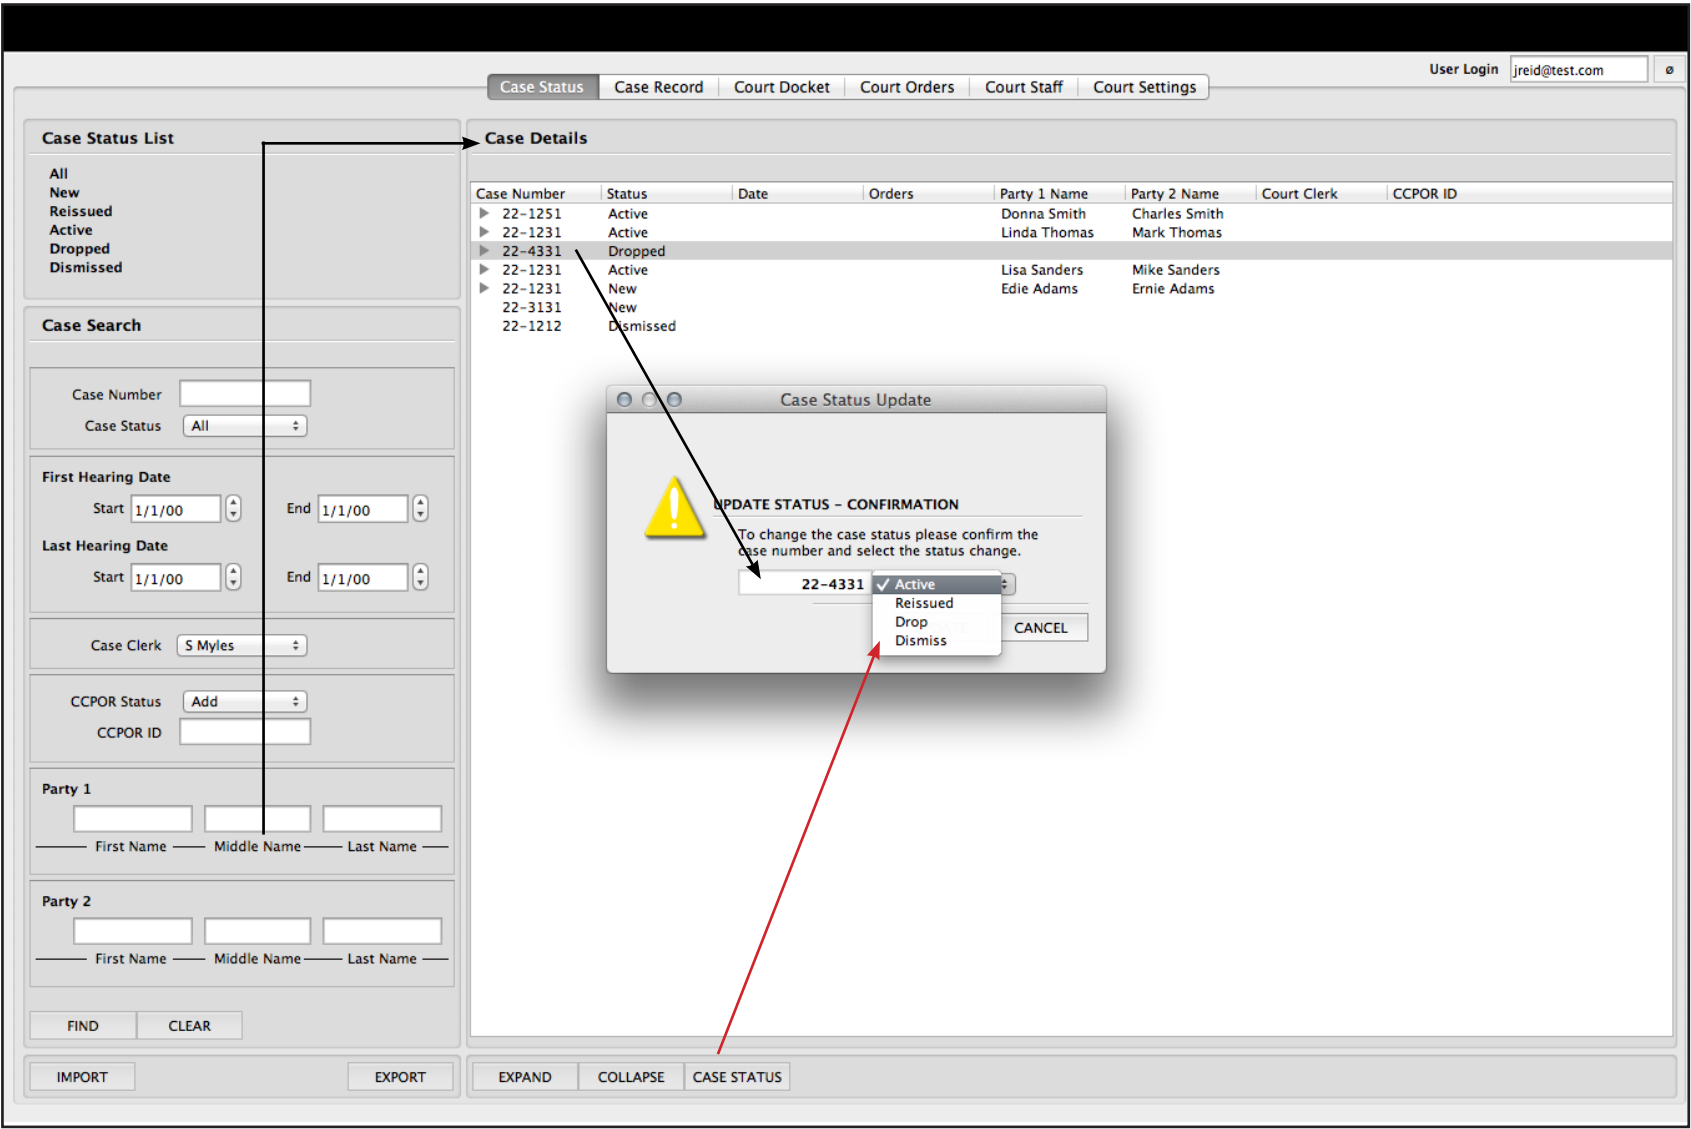 User Login jreid@test.com ø
Case Status Case Record Court Docket Court Orders Court Staff Court Settings
Case Status List
All
New
Reissued
Active
Dropped
Dismissed
Case Search
Case Number
Case Status All
First Hearing Date
Start 1/1/00 End 1/1/00
Last Hearing Date
Start 1/1/00 End 1/1/00
Case Clerk S Myles
CCPOR Status Add
CCPOR ID
Party 1
First Name Middle Name Last Name
Party 2
First Name Middle Name Last Name
FIND CLEAR
IMPORT EXPORT
Case Details
Case Number Status Date Orders Party 1 Name Party 2 Name Court Clerk CCPOR ID
22-1251 Active Donna Smith Charles Smith
22-1231 Active Linda Thomas Mark Thomas
22-4331 Dropped
22-1231 Active Lisa Sanders Mike Sanders
22-1231 New Edie Adams Ernie Adams
22-3131 New
22-1212 Dismissed
Case Status Update
UPDATE STATUS - CONFIRMATION
To change the case status please confirm the
case number and select the status change.
22-4331 ✓ Active
Reissued
Drop
Dismiss
CANCEL
EXPAND COLLAPSE CASE STATUS